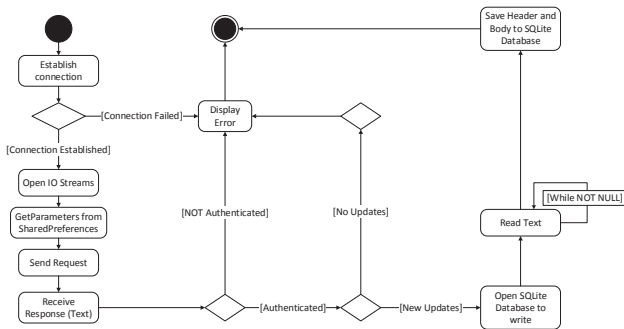 Establish
connection
[Connection Failed]
Display
Error
Save Header and
Body to SQLite
Database
[Connection Established]
Open IO Streams
GetParameters from
SharedPreferences
Send Request
Receive
Response (Text)
[NOT Authenticated]
[Authenticated]
[No Updates]
[New Updates]
Open SQLite
Database to
write
Read Text
[While NOT NULL]